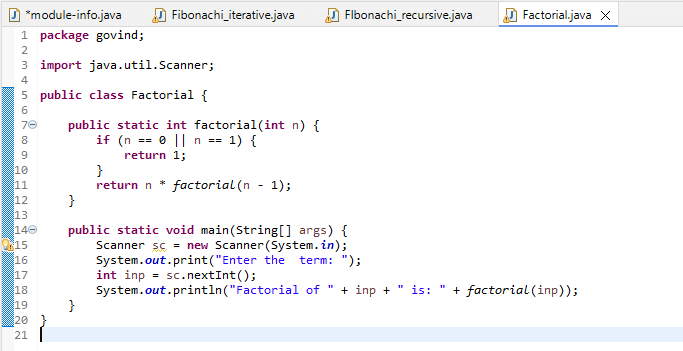 *module-info.java Fibonachi_iterative.java FIbonachi_recursive.java Factorial.java
1 package govind;
2
3 import java.util.Scanner;
4
5 public class Factorial {
6
7 public static int factorial(int n) {
8 if (n == 0 || n == 1) {
9 return 1;
10 }
11 return n * factorial(n - 1);
12 }
13
14 public static void main(String[] args) {
15 Scanner sc = new Scanner(System.in);
16 System.out.print("Enter the  term: ");
17 int inp = sc.nextInt();
18 System.out.println("Factorial of " + inp + " is: " + factorial(inp));
19 }
20 }
21